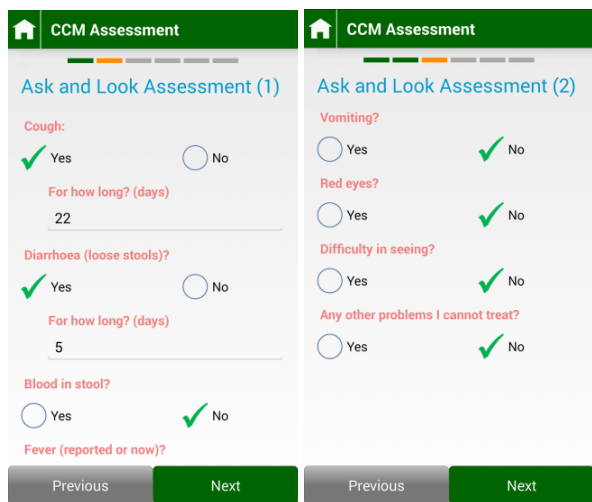 CCM Assessment
Ask and Look Assessment (1)
Cough:
Yes No
For how long? (days)
22
Diarrhoea (loose stools)?
Yes No
For how long? (days)
5
Blood in stool?
Yes No
Fever (reported or now)?
Previous Next
CCM Assessment
Ask and Look Assessment (2)
Vomiting?
Yes No
Red eyes?
Yes No
Difficulty in seeing?
Yes No
Any other problems I cannot treat?
Yes No
Previous Next